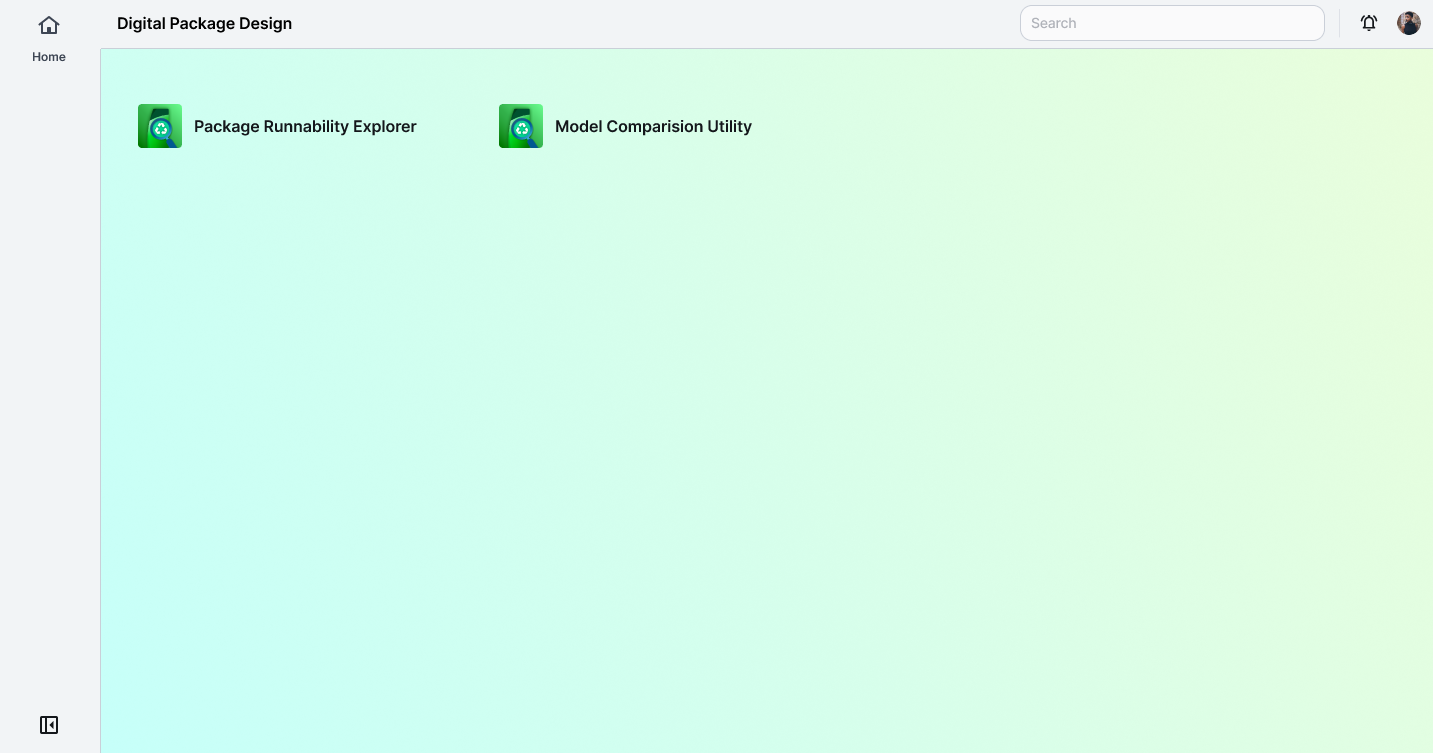 Digital Package Design
Search
Home
Package Runnability Explorer
Model Comparision Utility